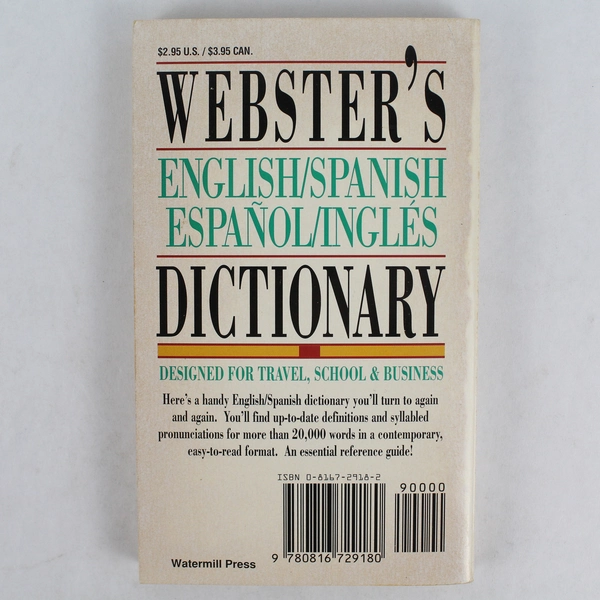 $2.95 U.S. / $3.95 CAN.
WEBSTER'S
ENGLISH/SPANISH
ESPAÑOL/INGLÉS
DICTIONARY
DESIGNED FOR TRAVEL, SCHOOL & BUSINESS
Here's a handy English/Spanish dictionary you'll turn to again
and again. You'll find up-to-date definitions and syllabled
pronunciations for more than 20,000 words in a contemporary,
easy-to-read format. An essential reference guide!
ISBN 0-8167-2918-2
90000
9 780816 729180
Watermill Press